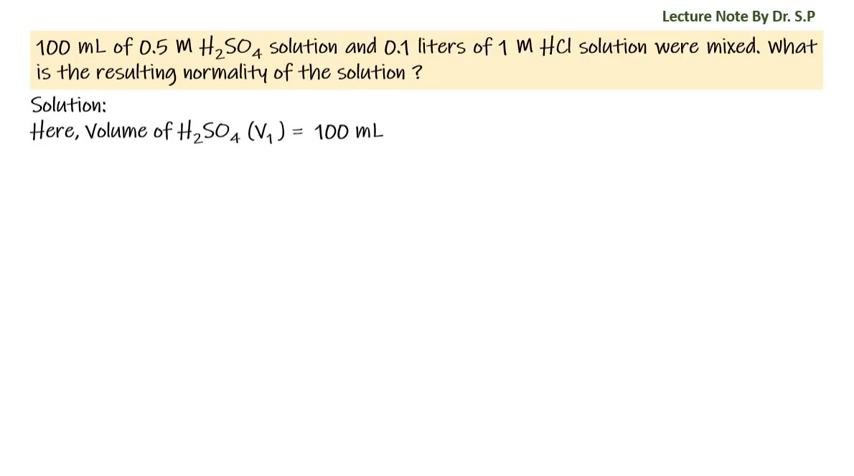 Lecture Note By Dr. S.P
100 mL of 0.5 M H₂SO₄ solution and 0.1 liters of 1 M HCl solution were mixed. What
is the resulting normality of the solution ?
Solution:
Here, Volume of H₂SO₄ (V₁ ) = 100 mL